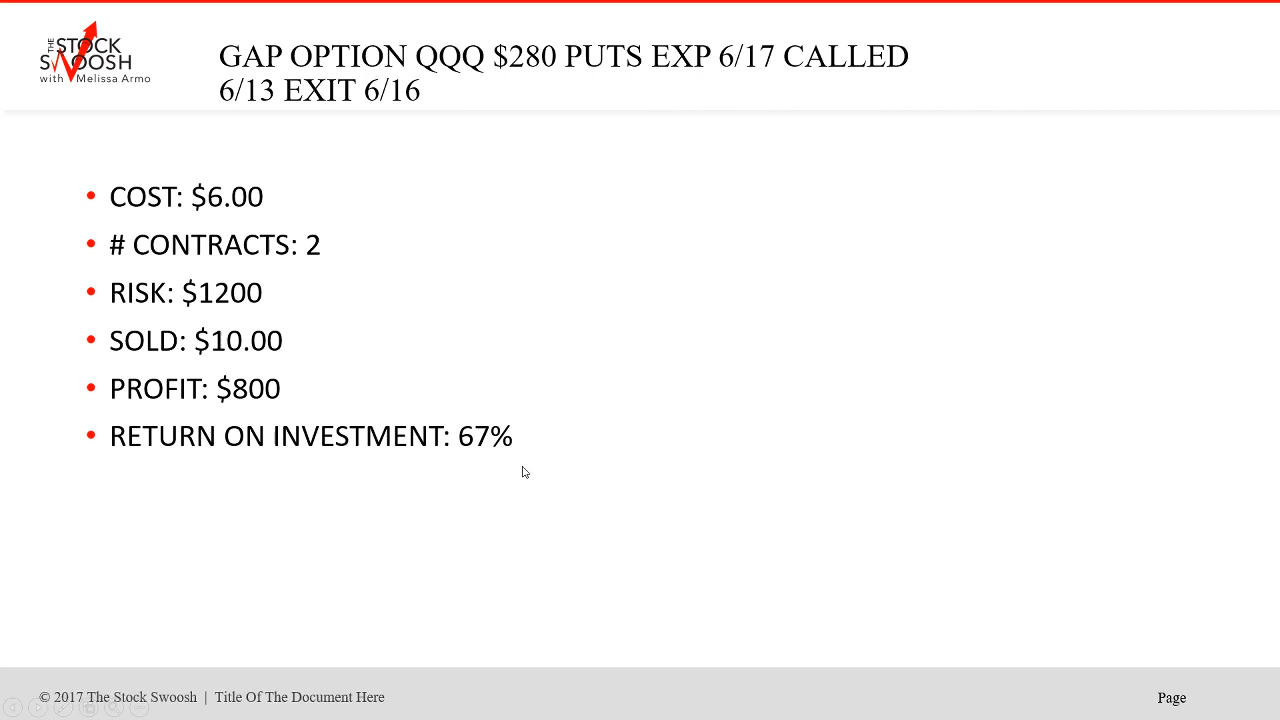 THE
STOCK
SWOOSH
with Melissa Armo
GAP OPTION QQQ $280 PUTS EXP 6/17 CALLED
6/13 EXIT 6/16
• COST: $6.00
• # CONTRACTS: 2
• RISK: $1200
• SOLD: $10.00
• PROFIT: $800
• RETURN ON INVESTMENT: 67%
© 2017 The Stock Swoosh | Title Of The Document Here
Page